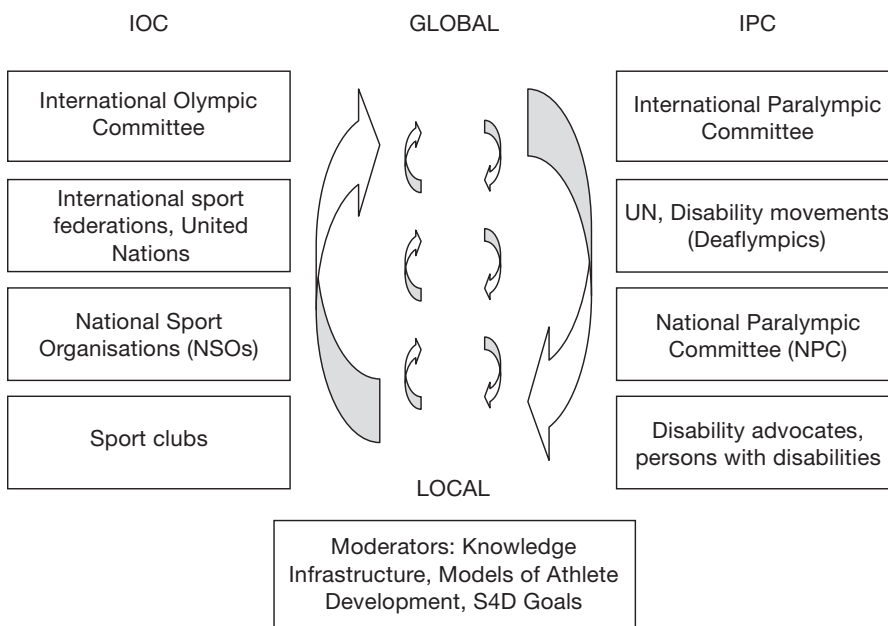 IOC
GLOBAL
IPC
International Olympic
Committee
International Paralympic
Committee
International sport
federations, United
Nations
UN, Disability movements
(Deaflympics)
National Sport
Organisations (NSOs)
National Paralympic
Committee (NPC)
Sport clubs
Disability advocates,
persons with disabilities
LOCAL
Moderators: Knowledge
Infrastructure, Models of Athlete
Development, S4D Goals